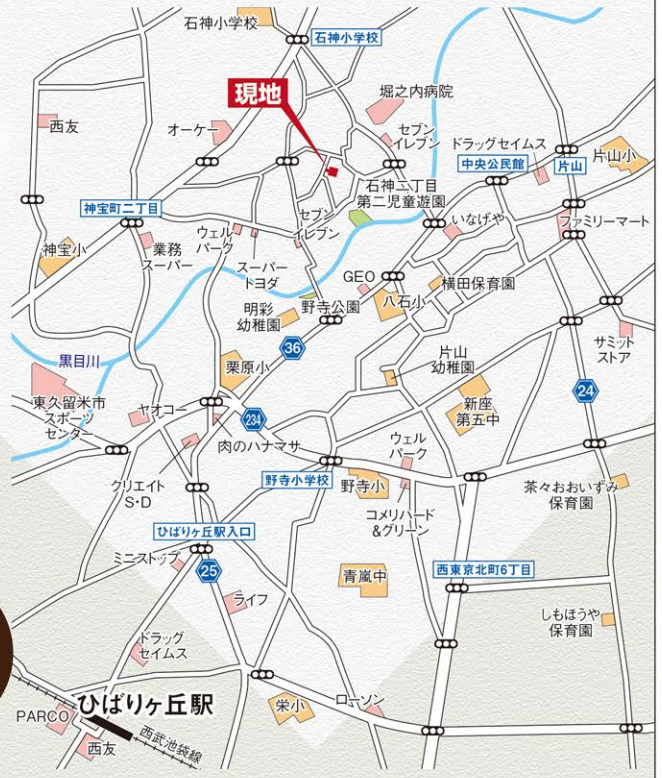 石神小学校
石神小学校
現地
堀之内病院
西友
オーケー
セブン
イレブン
ドラッグセイムス
中央公民館
片山
片山小
石神二丁目
第二児童遊園
神宝町二丁目
ウェル
パーク
セブン
イレブン
いなげや
ファミリーマート
神宝小
業務
スーパー
スーパー
トヨダ
GEO
横田保育園
明彩
幼稚園
野寺公園
八石小
36
黒目川
栗原小
片山
幼稚園
サミット
ストア
24
東久留米市
スポーツ
センター
ヤオコー
234
新座
第五中
肉のハナマサ
ウェル
パーク
クリエイト
S・D
野寺小学校
野寺小
コメリハード
&グリーン
茶々おおいずみ
保育園
ひばりヶ丘駅入口
ミニストップ
25
青嵐中
西東京北町6丁目
ライフ
しもほうや
保育園
ドラッグ
セイムス
ひばりヶ丘駅
栄小
ローソン
PARCO
西武池袋線
西友